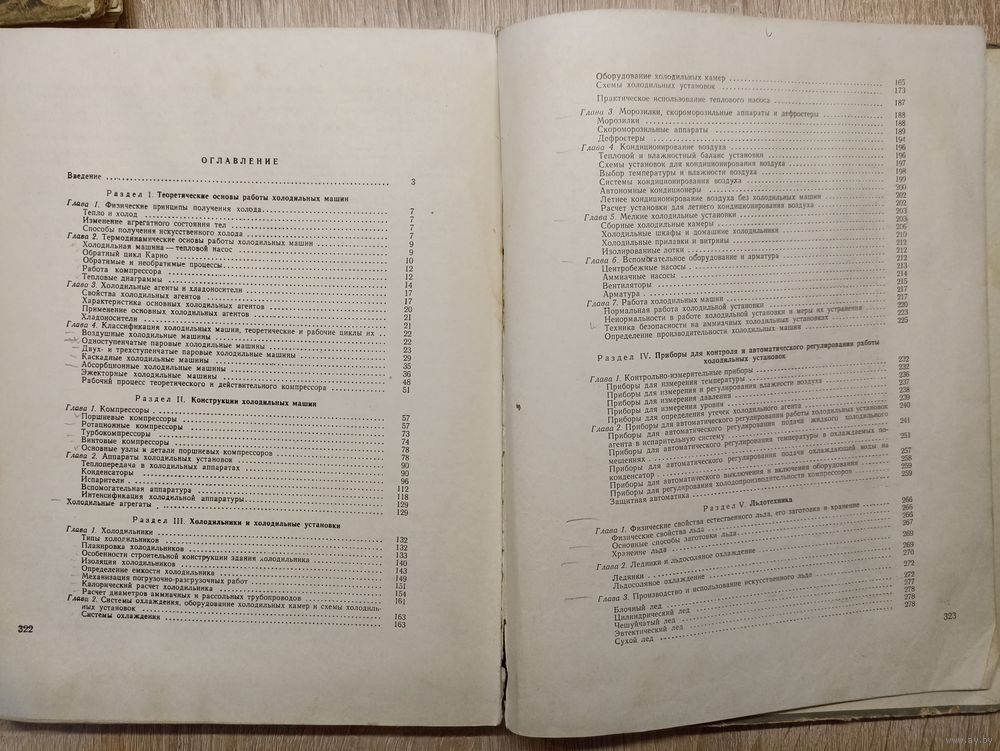 ОГЛАВЛЕНИЕ
Введение 3
Раздел I. Теоретические основы работы холодильных машин
Глава 1. Физические принципы получения холода 7
Тепло и холод 7
Изменение агрегатного состояния тел 7
Способы получения искусственного холода 7
Глава 2. Термодинамические основы работы холодильных машин 9
Холодильная машина — тепловой насос 9
Обратный цикл Карно 10
Обратимые и необратимые процессы 12
Работа компрессора 12
Тепловые диаграммы 14
Глава 3. Холодильные агенты и хладоносители 17
Свойства холодильных агентов 17
Характеристика основных холодильных агентов 20
Применение основных холодильных агентов 21
Хладоносители 21
Глава 4. Классификация холодильных машин, теоретические и рабочие циклы их 22
Воздушные холодильные машины 22
Одноступенчатые паровые холодильные машины 23
Двух- и трехступенчатые паровые холодильные машины 29
Каскадные холодильные машины 35
Абсорбционные холодильные машины 36
Эжекторные холодильные машины 48
Рабочий процесс теоретического и действительного компрессора 51
Раздел II. Конструкции холодильных машин
Глава 1. Компрессоры 57
Поршневые компрессоры 57
Ротационные компрессоры 73
Турбокомпрессоры 74
Винтовые компрессоры 78
Основные узлы и детали поршневых компрессоров 78
Глава 2. Аппараты холодильных установок 90
Теплопередача в холодильных аппаратах 90
Конденсаторы 96
Испарители 112
Вспомогательная аппаратура 118
Интенсификация холодильной аппаратуры 129
Холодильные агрегаты 129
Раздел III. Холодильники и холодильные установки
Глава 1. Холодильники 132
Типы холодильников 132
Планировка холодильников 133
Особенности строительной конструкции здания холодильника 140
Изоляция холодильников 143
Определение емкости холодильника 149
Механизация погрузочно-разгрузочных работ 151
Калорический расчет холодильника 154
Расчет диаметров аммиачных и рассольных трубопроводов 161
Глава 2. Системы охлаждения, оборудование холодильных камер и схемы холодиль-
ных установок 163
Системы охлаждения 163
322
Оборудование холодильных камер 165
Схемы холодильных установок 173
Практическое использование теплового насоса 187
Глава 3. Морозилки, скороморозильные аппараты и дефростеры 188
Морозилки 188
Скороморозильные аппараты 189
Дефростеры 194
Глава 4. Кондиционирование воздуха 196
Тепловой и влажностный баланс установки 196
Схемы установок для кондиционирования воздуха 197
Выбор температуры и влажности воздуха 198
Системы кондиционирования воздуха 199
Автономные кондиционеры 200
Летнее кондиционирование воздуха без холодильных машин 202
Расчет установки для летнего кондиционирования воздуха 202
Глава 5. Мелкие холодильные установки 203
Сборные холодильные камеры 203
Холодильные шкафы и домашние холодильники 206
Холодильные прилавки и витрины 210
Изолированные лотки 212
Глава 6. Вспомогательное оборудование и арматура 212
Центробежные насосы 213
Аммиачные насосы 214
Вентиляторы 215
Арматура 217
Глава 7. Работа холодильных машин 217
Нормальная работа холодильной установки 220
Ненормальности в работе холодильной установки и меры их устранения 223
Техника безопасности на аммиачных холодильных установках 225
Определение производительности холодильных машин
Раздел IV. Приборы для контроля и автоматического регулирования работы
холодильных установок
Глава 1. Контрольно-измерительные приборы 232
Приборы для измерения температуры 232
Приборы для измерения и регулирования влажности воздуха 236
Приборы для измерения давления 237
Приборы для измерения уровня 238
Приборы для определения утечек холодильного агента 239
Глава 2. Приборы для автоматического регулирования работы холодильных установок 240
Приборы для автоматического регулирования подачи жидкого холодильного
агента в испарительную систему 241
Приборы для автоматического регулирования температуры в охлаждаемых по-
мещениях 251
Приборы для автоматического регулирования подачи охлаждающей воды на
конденсатор 257
Приборы для автоматического выключения и включения оборудования 258
Приборы для регулирования холодопроизводительности компрессоров 259
Защитная автоматика 259
Раздел V. Льдотехника
Глава 1. Физические свойства естественного льда, его заготовка и хранение 266
Физические свойства льда 266
Основные способы заготовки льда 267
Хранение льда 269
Глава 2. Ледники и льдосоляное охлаждение 269
Ледники 270
Льдосоляное охлаждение 272
Глава 3. Производство и использование искусственного льда 272
Блочный лед 277
Цилиндрический лед 278
Чешуйчатый лед 278
Эвтектический лед 278
Сухой лед
323
www.av.by